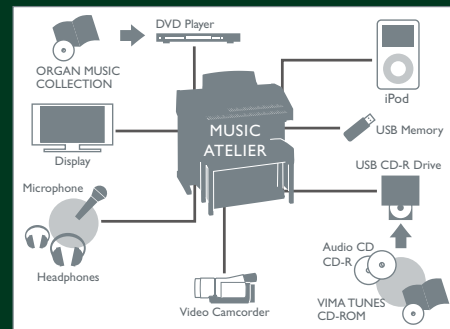 DVD Player
ORGAN MUSIC
COLLECTION
iPod
MUSIC
ATELIER
USB Memory
Display
USB CD-R Drive
Microphone
Headphones
Audio CD
CD-R
Video Camcorder
VIMA TUNES
CD-ROM